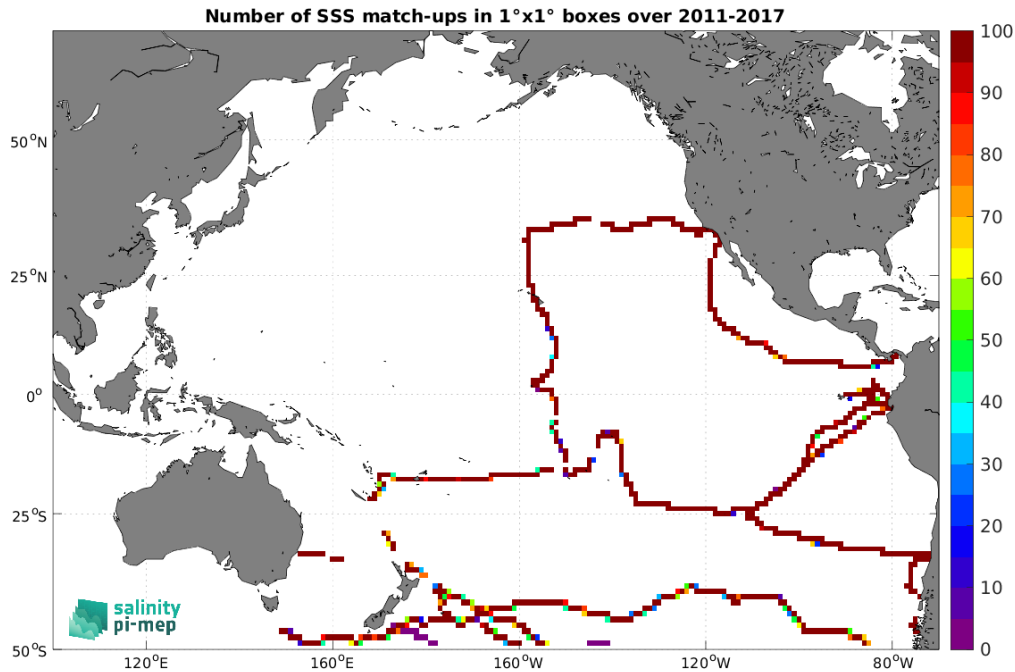 Number of SSS match-ups in 1°x1° boxes over 2011-2017
50°N
25°N
0°
25°S
50°S
120°E
160°E
160°W
120°W
80°W
100
90
80
70
60
50
40
30
20
10
0
salinity
pi-mep